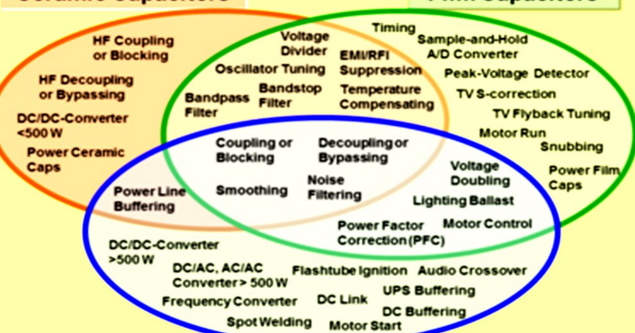 Ceramic Capacitors
Film Capacitors
HF Coupling
or Blocking
HF Decoupling
or Bypassing
DC/DC-Converter
<500 W
Power Ceramic
Caps
Voltage
Divider
Oscillator Tuning
EMI/RFI
Suppression
Bandpass
Filter
Bandstop
Filter
Temperature
Compensating
Timing
Sample-and-Hold
A/D Converter
Peak-Voltage Detector
TV S-correction
TV Flyback Tuning
Motor Run
Snubbing
Power Film
Caps
Coupling or
Blocking
Decoupling or
Bypassing
Smoothing
Noise
Filtering
Power Line
Buffering
Voltage
Doubling
Lighting Ballast
Power Factor
Correction (PFC)
Motor Control
DC/DC-Converter
>500 W
DC/AC, AC/AC
Converter > 500 W
Flashtube Ignition
Audio Crossover
Frequency Converter
DC Link
UPS Buffering
DC Buffering
Spot Welding
Motor Start